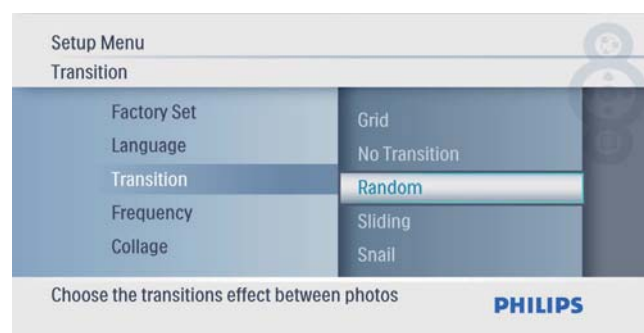 Setup Menu
Transition
Factory Set
Language
Transition
Frequency
Collage
Grid
No Transition
Random
Sliding
Snail
Choose the transitions effect between photos
PHILIPS